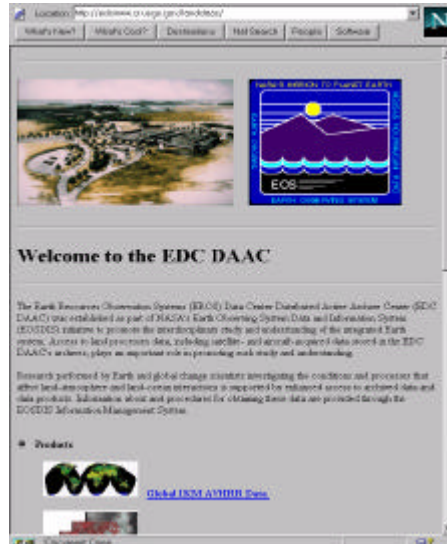 Location: http://edcwww.cr.usgs.gov/landdaac/
What's New? What's Cool? Destinations Net Search People Software
NASA'S MISSION TO PLANET EARTH
EOS
EARTH OBSERVING SYSTEM
Welcome to the EDC DAAC
The Earth Resources Observation Systems (EROS) Data Center Distributed Active Archive Center (EDC
DAAC) was established as part of NASA's Earth Observing System Data and Information System
(EOSDIS) initiative to promote the interdisciplinary study and understanding of the integrated Earth
system. Access to land processes data, including satellite- and aircraft-acquired data stored in the EDC
DAAC's archives, plays an important role in promoting such study and understanding.
Research performed by Earth and global change scientists investigating the conditions and processes that
affect land-atmosphere and land-ocean interactions is supported by enhanced access to archived data and
data products. Information about and procedures for obtaining these data are provided through the
EOSDIS Information Management System.
Products
Global 1KM AVHRR Data.
Document Done